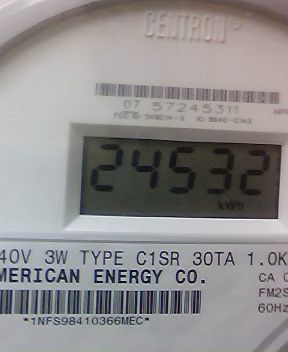 CENTRON®
07 57245311
24532
kWh
40V 3W TYPE C1SR 30TA 1.0K
MERICAN ENERGY CO.
CA
FM2S
60Hz
*1NFS98410366MEC*